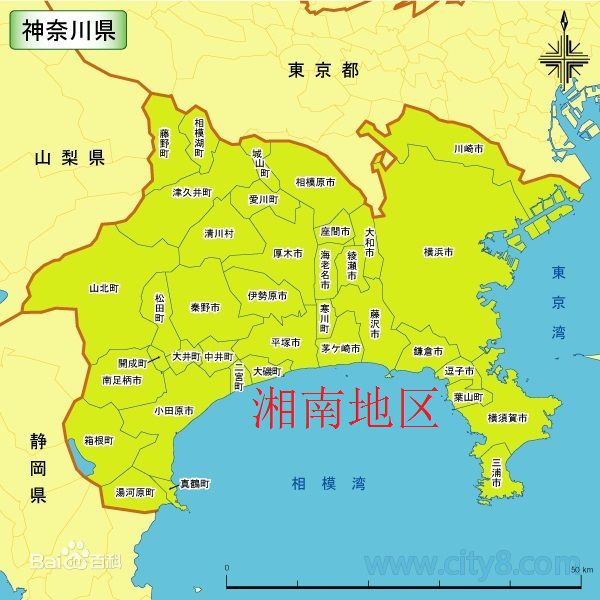 神奈川県
東京都
山梨県
川崎市
相模湖町
藤野町
城山町
相模原市
津久井町
愛川町
清川村
座間市
大和市
綾瀬市
海老名市
厚木市
横浜市
東京湾
山北町
松田町
秦野市
伊勢原市
寒川町
藤沢市
平塚市
茅ケ崎市
鎌倉市
開成町
大井町
中井町
二宮町
大磯町
逗子市
南足柄市
葉山町
小田原市
湘南地区
横須賀市
箱根町
静岡県
三浦市
真鶴町
湯河原町
相模湾
Bai百科
www.city8.com
0
50 km